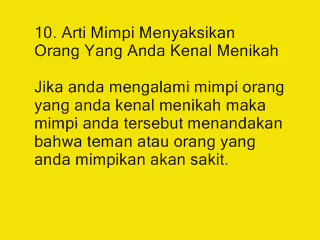 10. Arti Mimpi Menyaksikan
Orang Yang Anda Kenal Menikah
Jika anda mengalami mimpi orang
yang anda kenal menikah maka
mimpi anda tersebut menandakan
bahwa teman atau orang yang
anda mimpikan akan sakit.